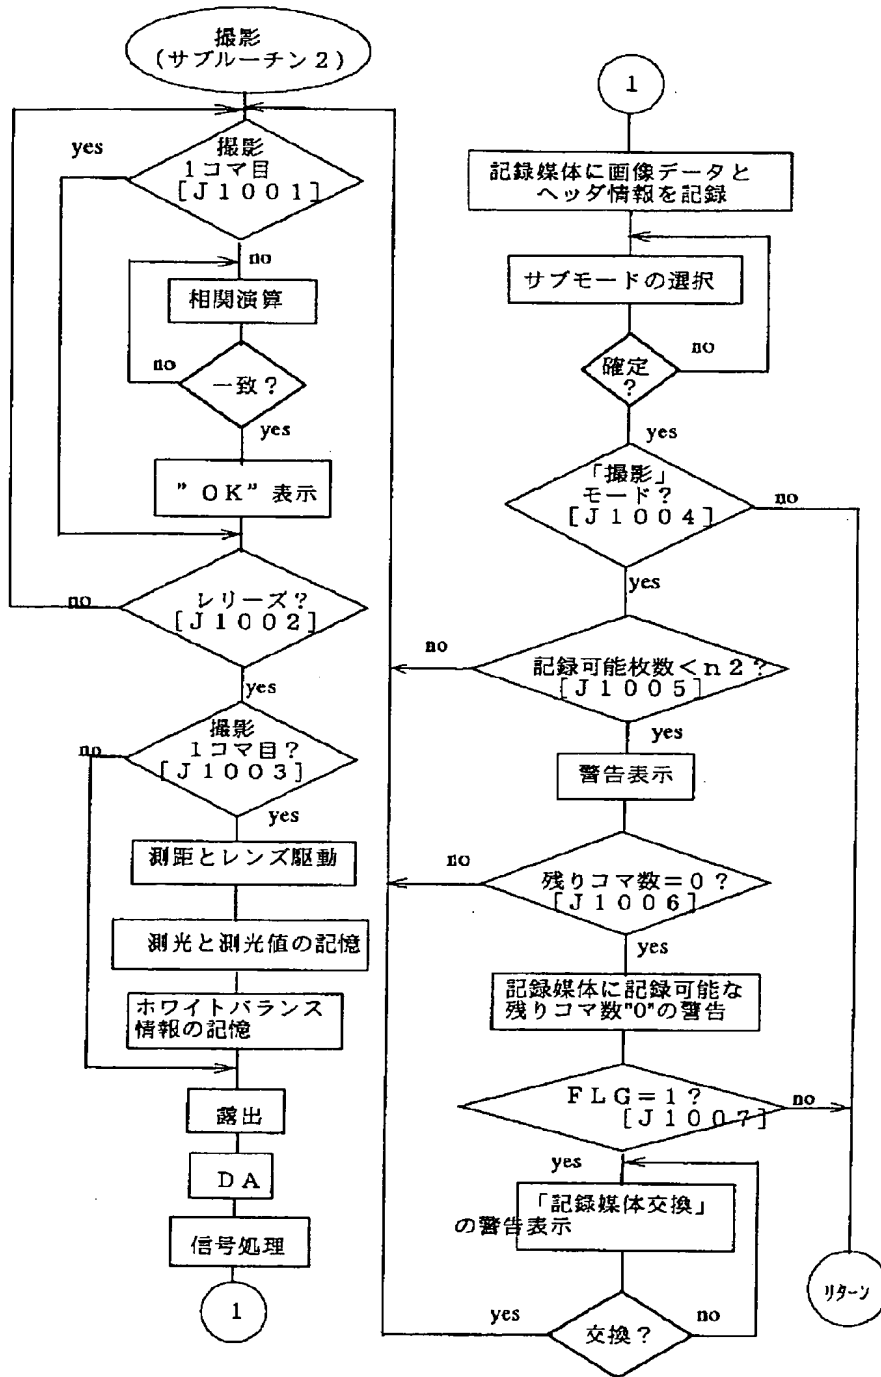 撮影
(サブルーチン2)
yes
撮影
1コマ目
[J1001]
no
相関演算
no
一致?
yes
"OK"表示
no
レリーズ?
[J1002]
yes
no
撮影
1コマ目?
[J1003]
yes
測距とレンズ駆動
測光と測光値の記憶
ホワイトバランス
情報の記憶
露出
DA
信号処理
1
1
記録媒体に画像データと
ヘッダ情報を記録
サブモードの選択
確定
?
no
yes
「撮影」
モード?
[J1004]
no
yes
no
記録可能枚数<n2?
[J1005]
yes
警告表示
no
残りコマ数=0?
[J1006]
yes
記録媒体に記録可能な
残りコマ数"0"の警告
FLG=1?
[J1007]
no
yes
「記録媒体交換」
の警告表示
yes
交換?
no
リターン